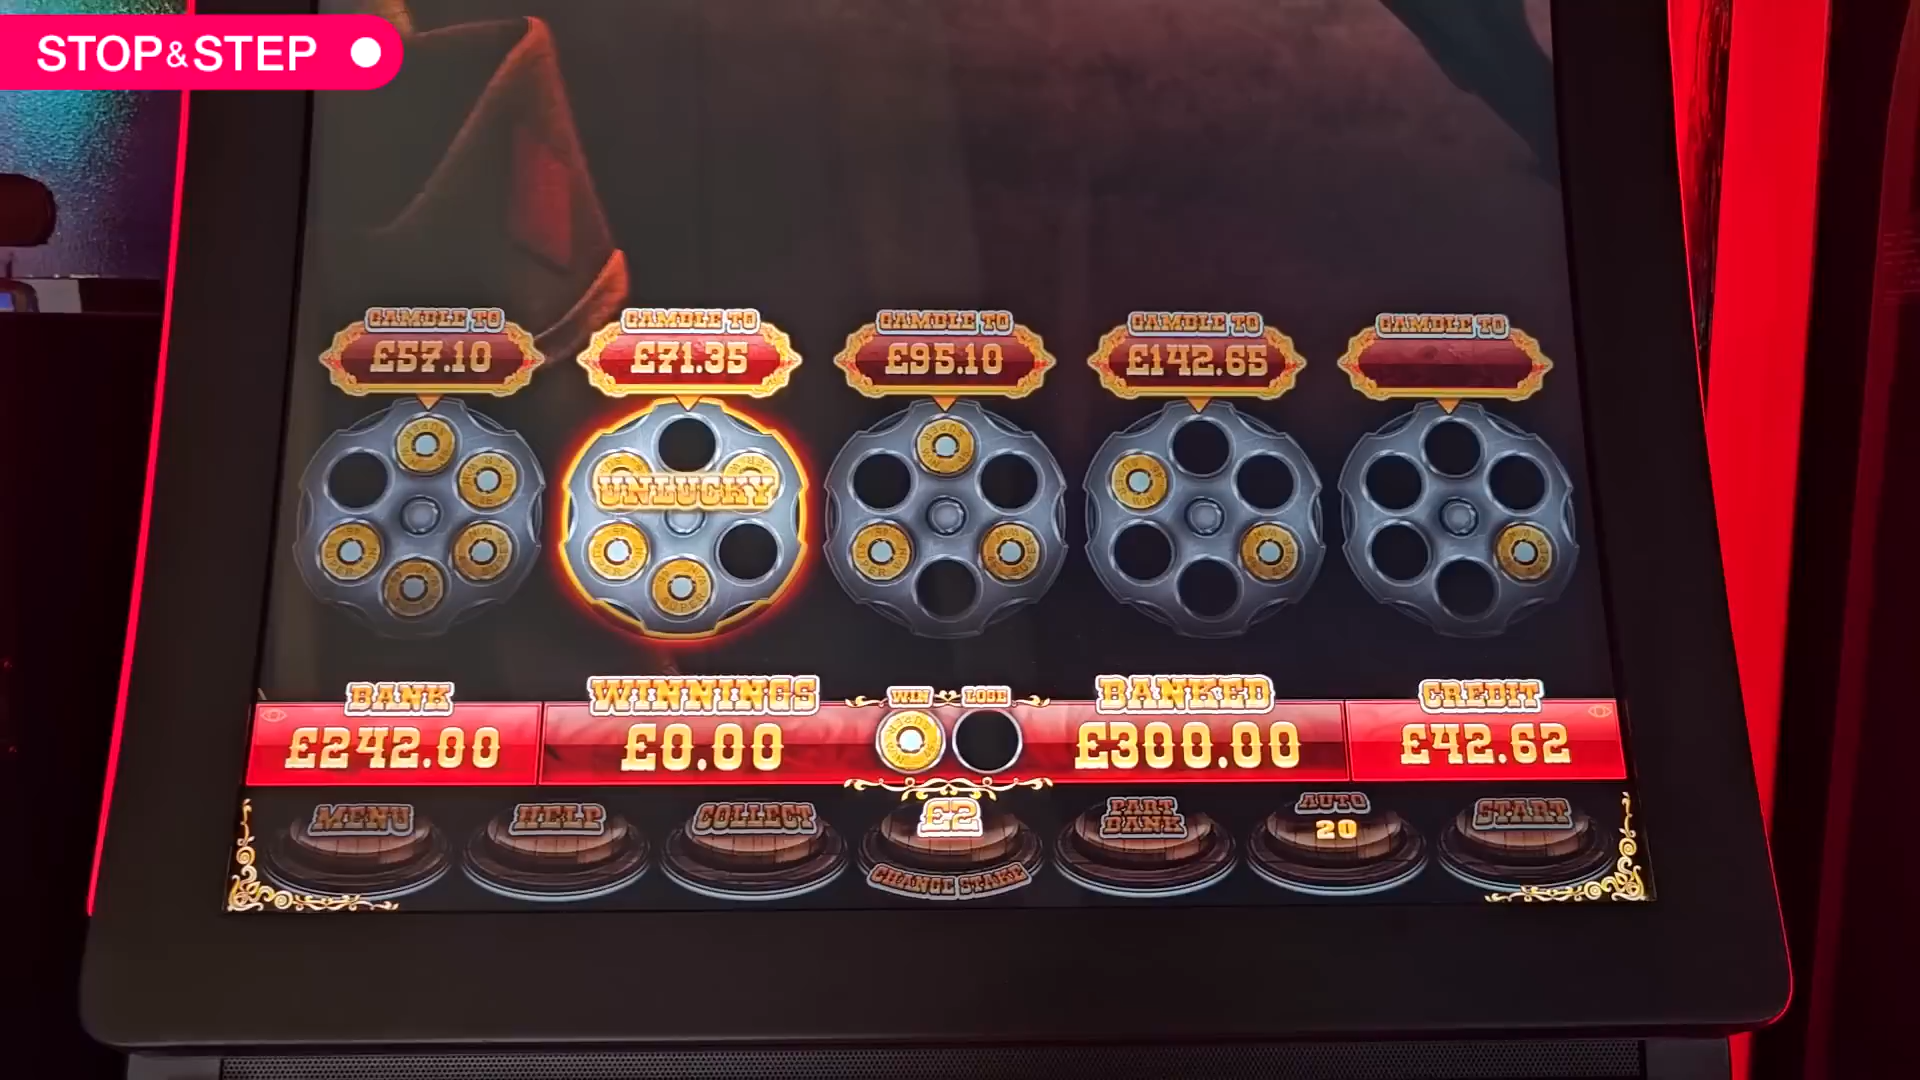 STOP&STEP
GAMBLE TO
£57.10
GAMBLE TO
£71.35
GAMBLE TO
£95.10
GAMBLE TO
£142.65
GAMBLE TO
UNLUCKY
BANK
£242.00
WINNINGS
£0.00
WIN
LOSE
BANKED
£300.00
CREDIT
£42.62
MENU
HELP
COLLECT
£2
CHANGE STAKE
PART
BANK
AUTO
20
START